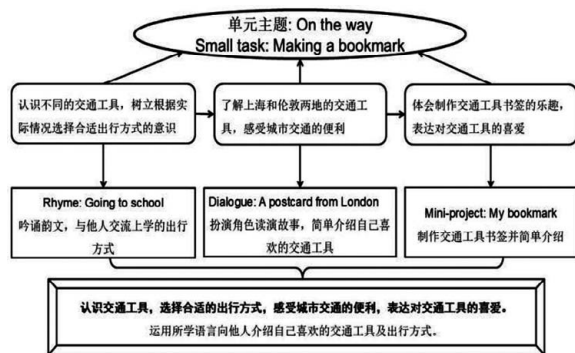 单元主题: On the way
Small task: Making a bookmark
认识不同的交通工具，树立根据实
际情况选择合适出行方式的意识
了解上海和伦敦两地的交通工
具，感受城市交通的便利
体会制作交通工具书签的乐趣，
表达对交通工具的喜爱
Rhyme: Going to school
吟诵韵文，与他人交流上学的出行
方式
Dialogue: A postcard from London
扮演角色读演故事，简单介绍自己喜
欢的交通工具
Mini-project: My bookmark
制作交通工具书签并简单介绍
认识交通工具，选择合适的出行方式，感受城市交通的便利，表达对交通工具的喜爱。
运用所学语言向他人介绍自己喜欢的交通工具及出行方式。